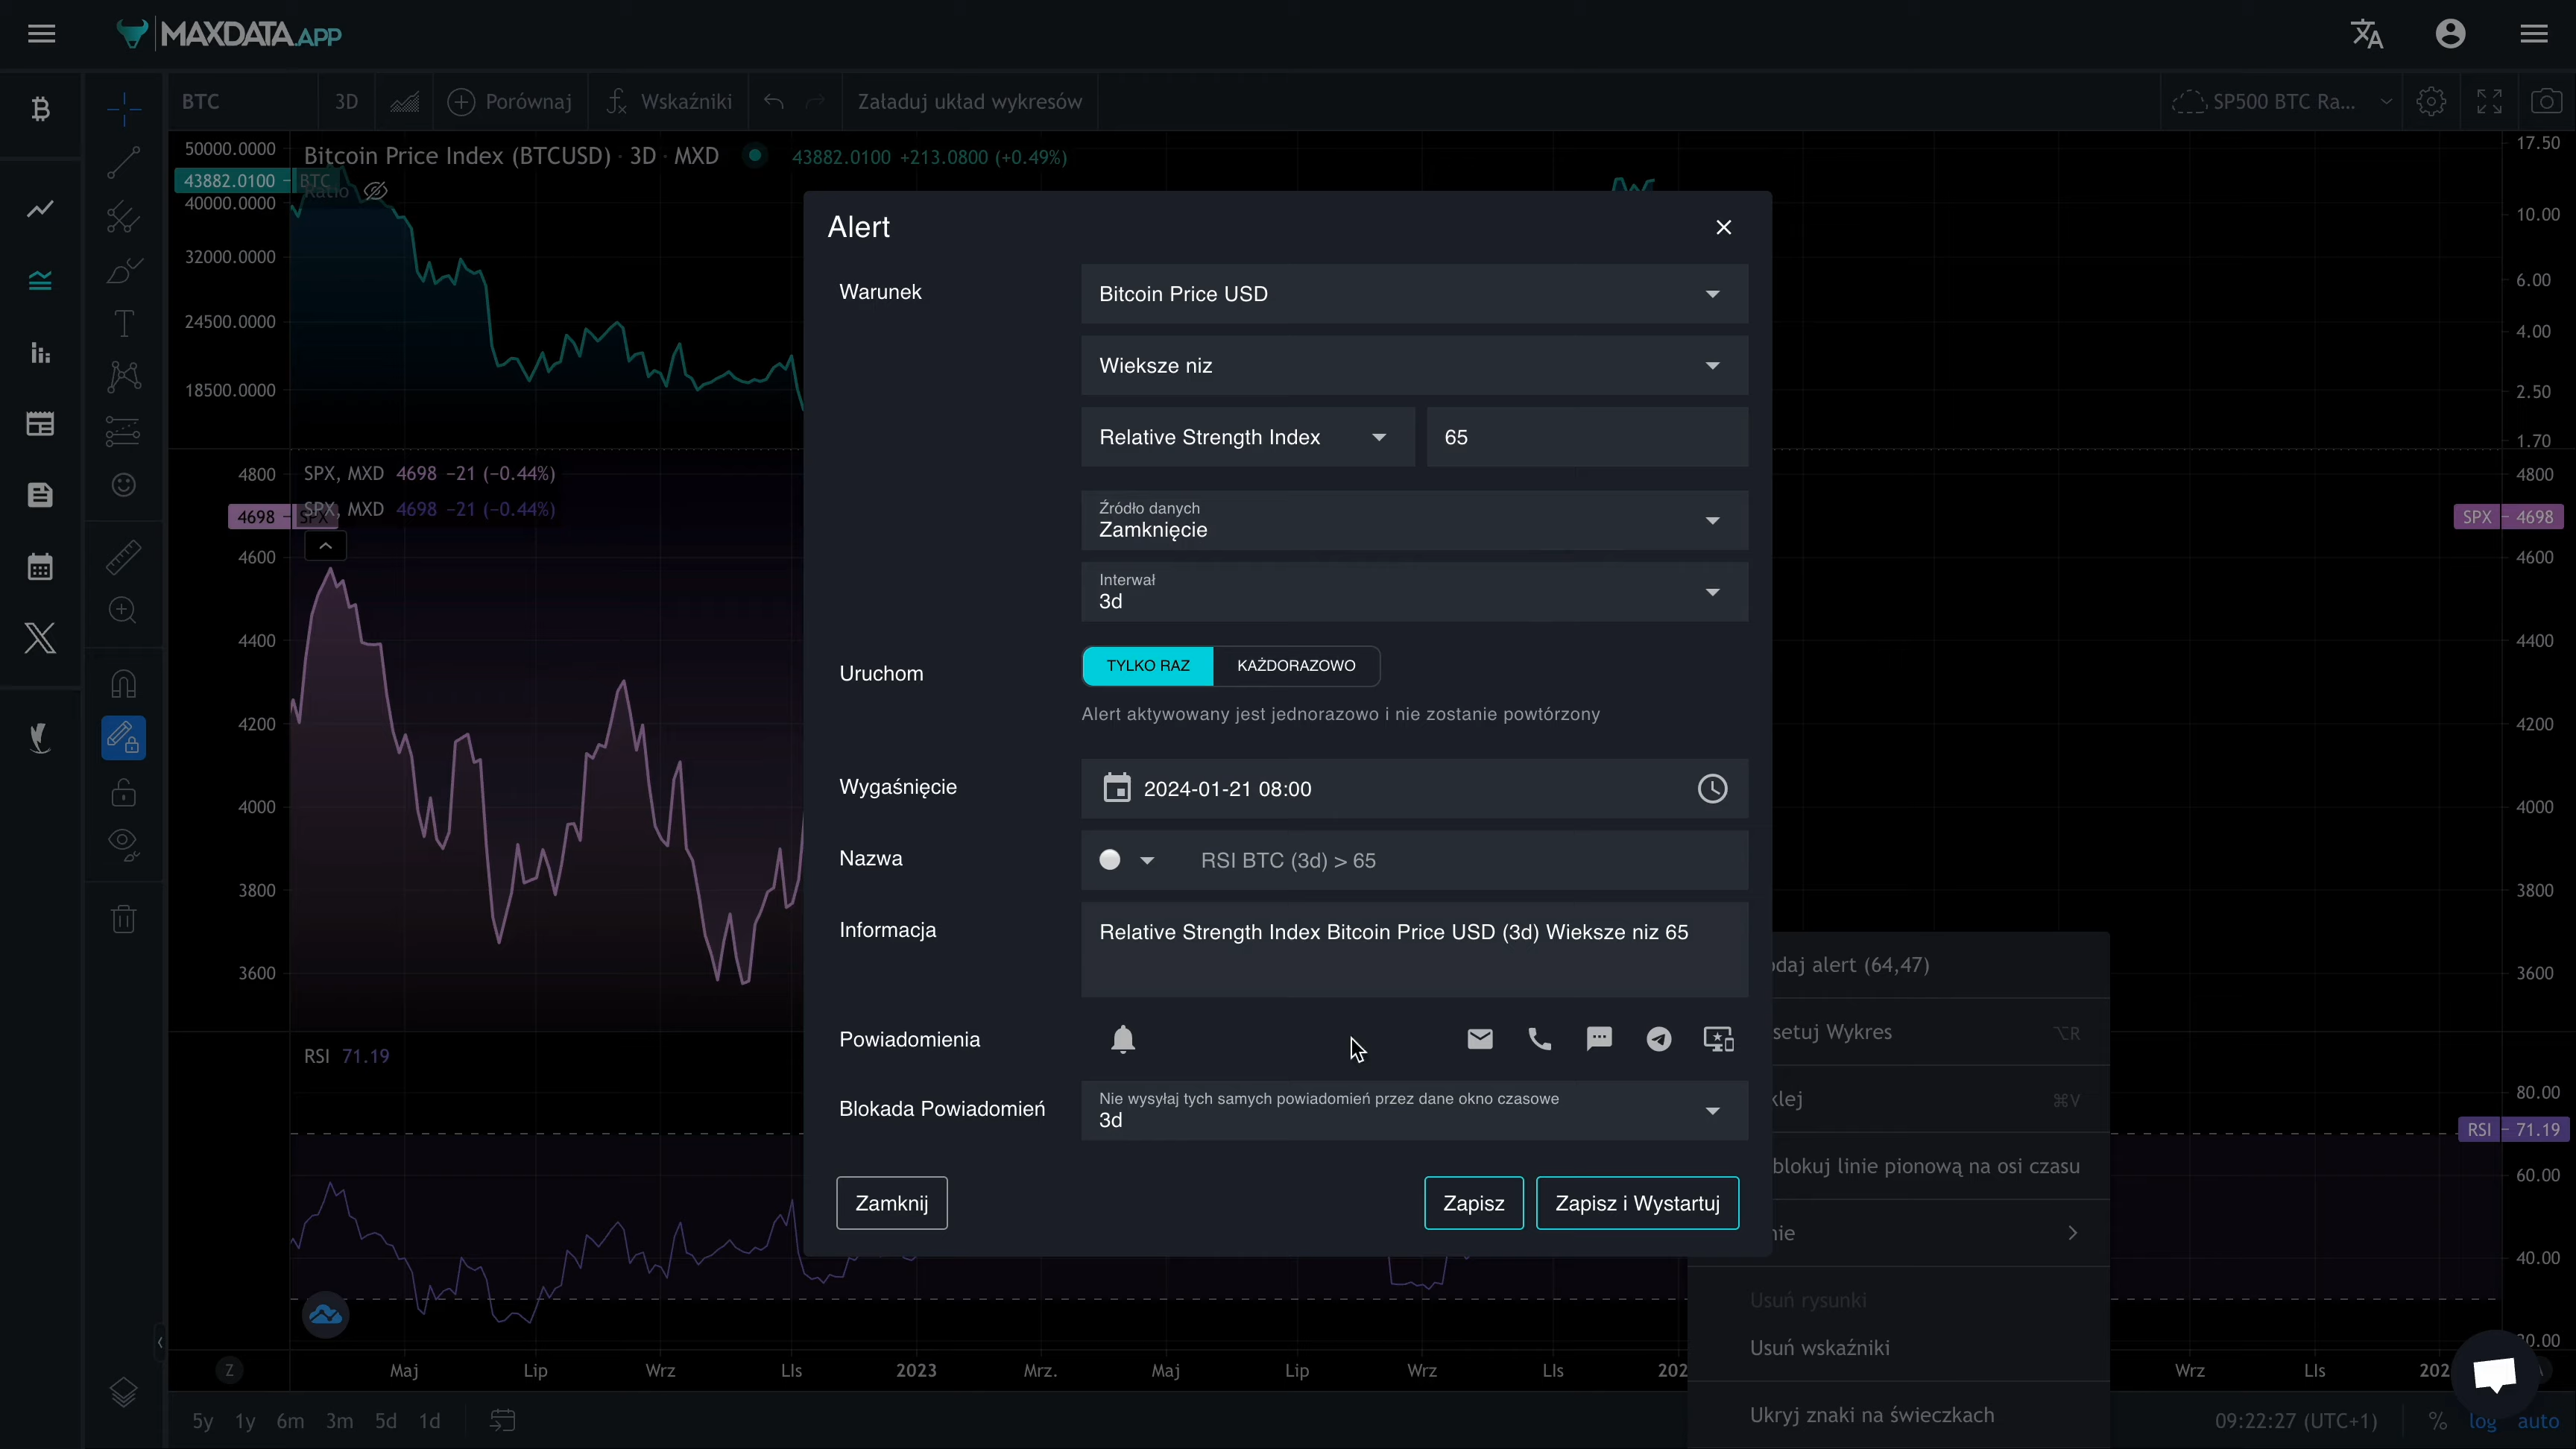 MAXDATA.APP
BTC
3D
Porównaj
Wskaźniki
Załaduj układ wykresów
SP500 BTC Ra...
50000.0000
Bitcoin Price Index (BTCUSD) · 3D · MXD
43882.0100 +213.0800 (+0.49%)
17.50
43882.0100
BTC
Ratio
40000.0000
10.00
32000.0000
6.00
24500.0000
4.00
18500.0000
2.50
1.70
Alert
Warunek
Bitcoin Price USD
Wieksze niz
Relative Strength Index
65
Źródło danych
Zamknięcie
Interwał
3d
Uruchom
TYLKO RAZ
KAŻDORAZOWO
Alert aktywowany jest jednorazowo i nie zostanie powtórzony
Wygaśnięcie
2024-01-21 08:00
Nazwa
RSI BTC (3d) > 65
Informacja
Relative Strength Index Bitcoin Price USD (3d) Wieksze niz 65
Powiadomienia
Blokada Powiadomień
Nie wysyłaj tych samych powiadomień przez dane okno czasowe
3d
Zamknij
Zapisz
Zapisz i Wystartuj
4800
SPX, MXD 4698 −21 (−0.44%)
4800
SPX, MXD 4698 −21 (−0.44%)
4698
SPX
SPX
4698
4600
4600
4400
4400
4200
4200
4000
4000
3800
3800
3600
3600
daj alert (64,47)
setuj Wykres
⌥R
klej
⌘V
blokuj linie pionową na osi czasu
nie
Usuń rysunki
Usuń wskaźniki
Ukryj znaki na świeczkach
RSI 71.19
80.00
RSI
71.19
60.00
40.00
20.00
Z
Maj
Lip
Wrz
LIs
2023
Mrz.
Maj
Lip
Wrz
LIs
202
Wrz
LIs
202
5y
1y
6m
3m
5d
1d
09:22:27 (UTC+1)
%
log
auto